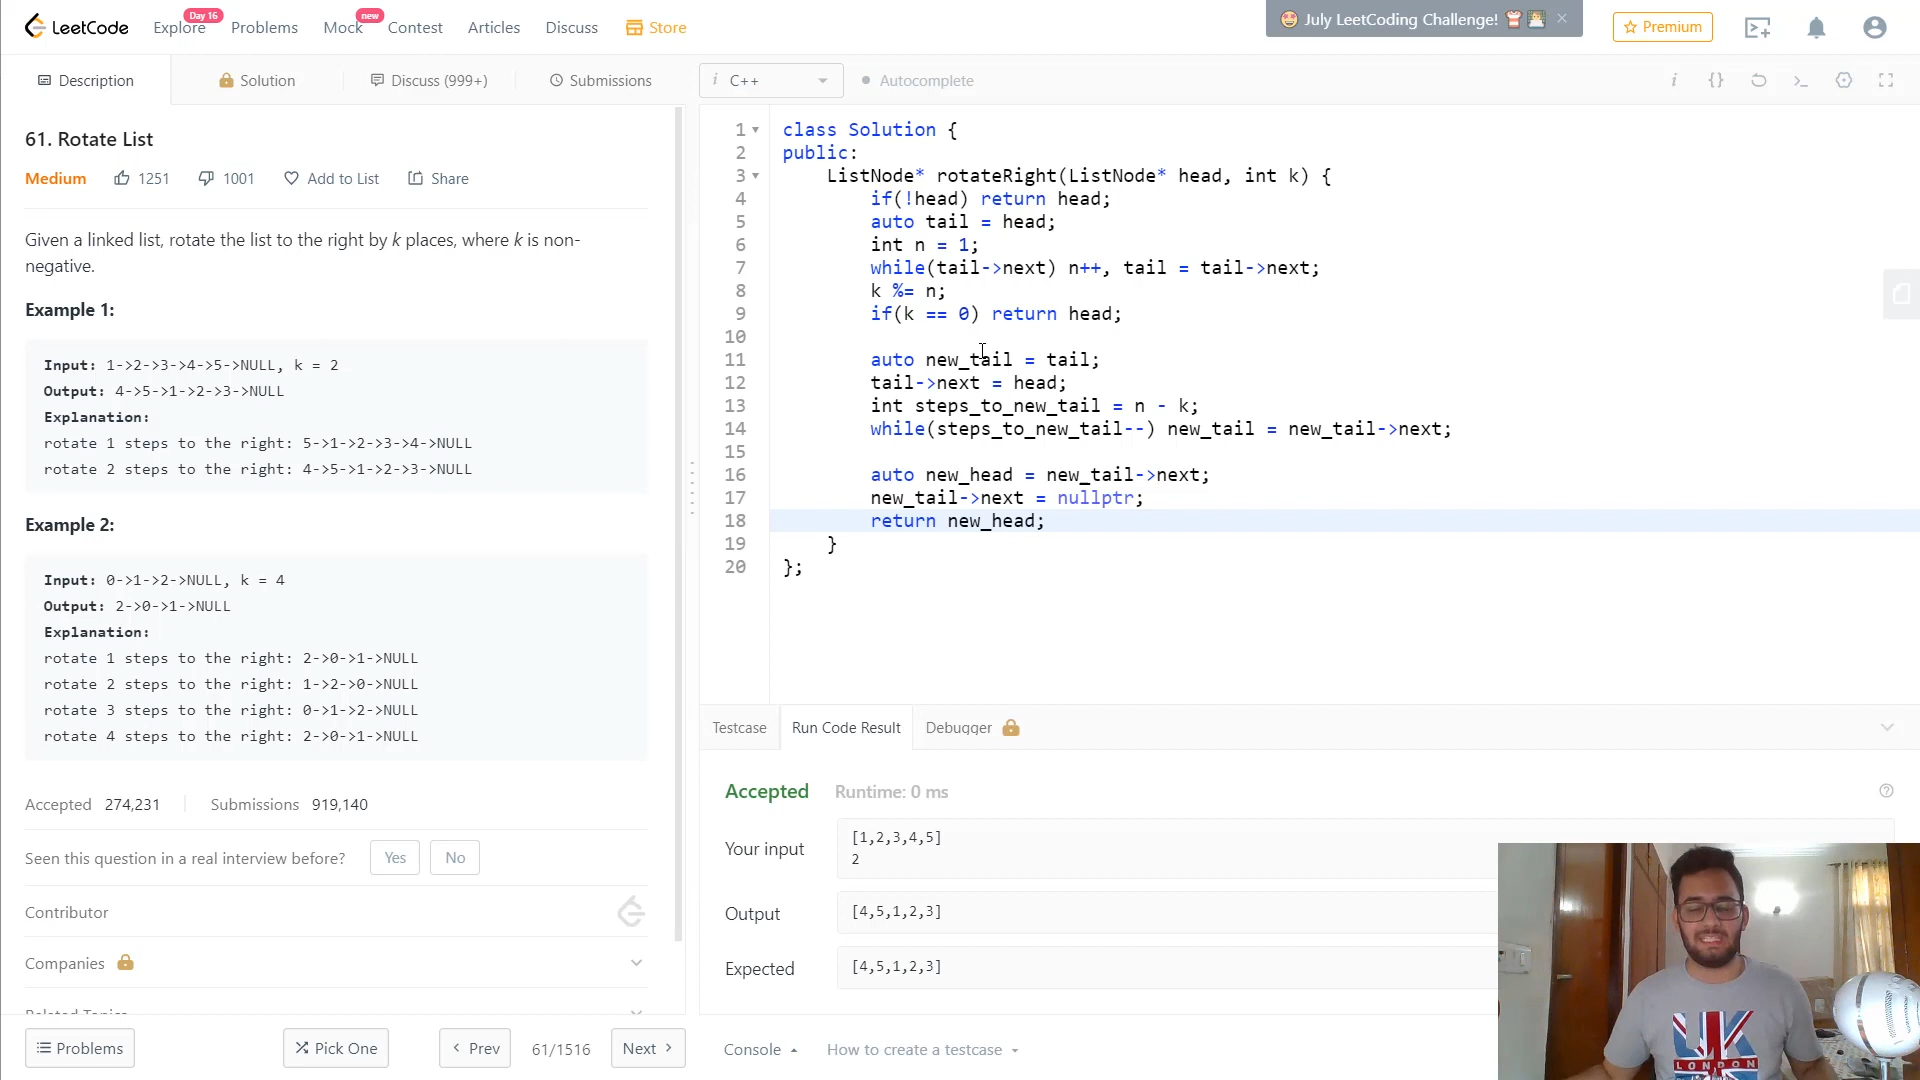 LeetCode
Explore
Day 16
Problems
Mock
new
Contest
Articles
Discuss
Store
July LeetCoding Challenge!
Premium
Description
Solution
Discuss (999+)
Submissions
i C++
Autocomplete
61. Rotate List
Medium
1251
1001
Add to List
Share
Given a linked list, rotate the list to the right by k places, where k is non-
negative.
Example 1:
Input: 1->2->3->4->5->NULL, k = 2
Output: 4->5->1->2->3->NULL
Explanation:
rotate 1 steps to the right: 5->1->2->3->4->NULL
rotate 2 steps to the right: 4->5->1->2->3->NULL
Example 2:
Input: 0->1->2->NULL, k = 4
Output: 2->0->1->NULL
Explanation:
rotate 1 steps to the right: 2->0->1->NULL
rotate 2 steps to the right: 1->2->0->NULL
rotate 3 steps to the right: 0->1->2->NULL
rotate 4 steps to the right: 2->0->1->NULL
Accepted 274,231
Submissions 919,140
Seen this question in a real interview before?
Yes
No
Contributor
Companies
Related Topics
Problems
Pick One
Prev
61/1516
Next
1 class Solution {
2 public:
3 ListNode* rotateRight(ListNode* head, int k) {
4 if(!head) return head;
5 auto tail = head;
6 int n = 1;
7 while(tail->next) n++, tail = tail->next;
8 k %= n;
9 if(k == 0) return head;
10
11 auto new_tail = tail;
12 tail->next = head;
13 int steps_to_new_tail = n - k;
14 while(steps_to_new_tail--) new_tail = new_tail->next;
15
16 auto new_head = new_tail->next;
17 new_tail->next = nullptr;
18 return new_head;
19 }
20 };
Testcase
Run Code Result
Debugger
Accepted
Runtime: 0 ms
Your input
[1,2,3,4,5]
2
Output
[4,5,1,2,3]
Expected
[4,5,1,2,3]
Console
How to create a testcase
UK
LONDON